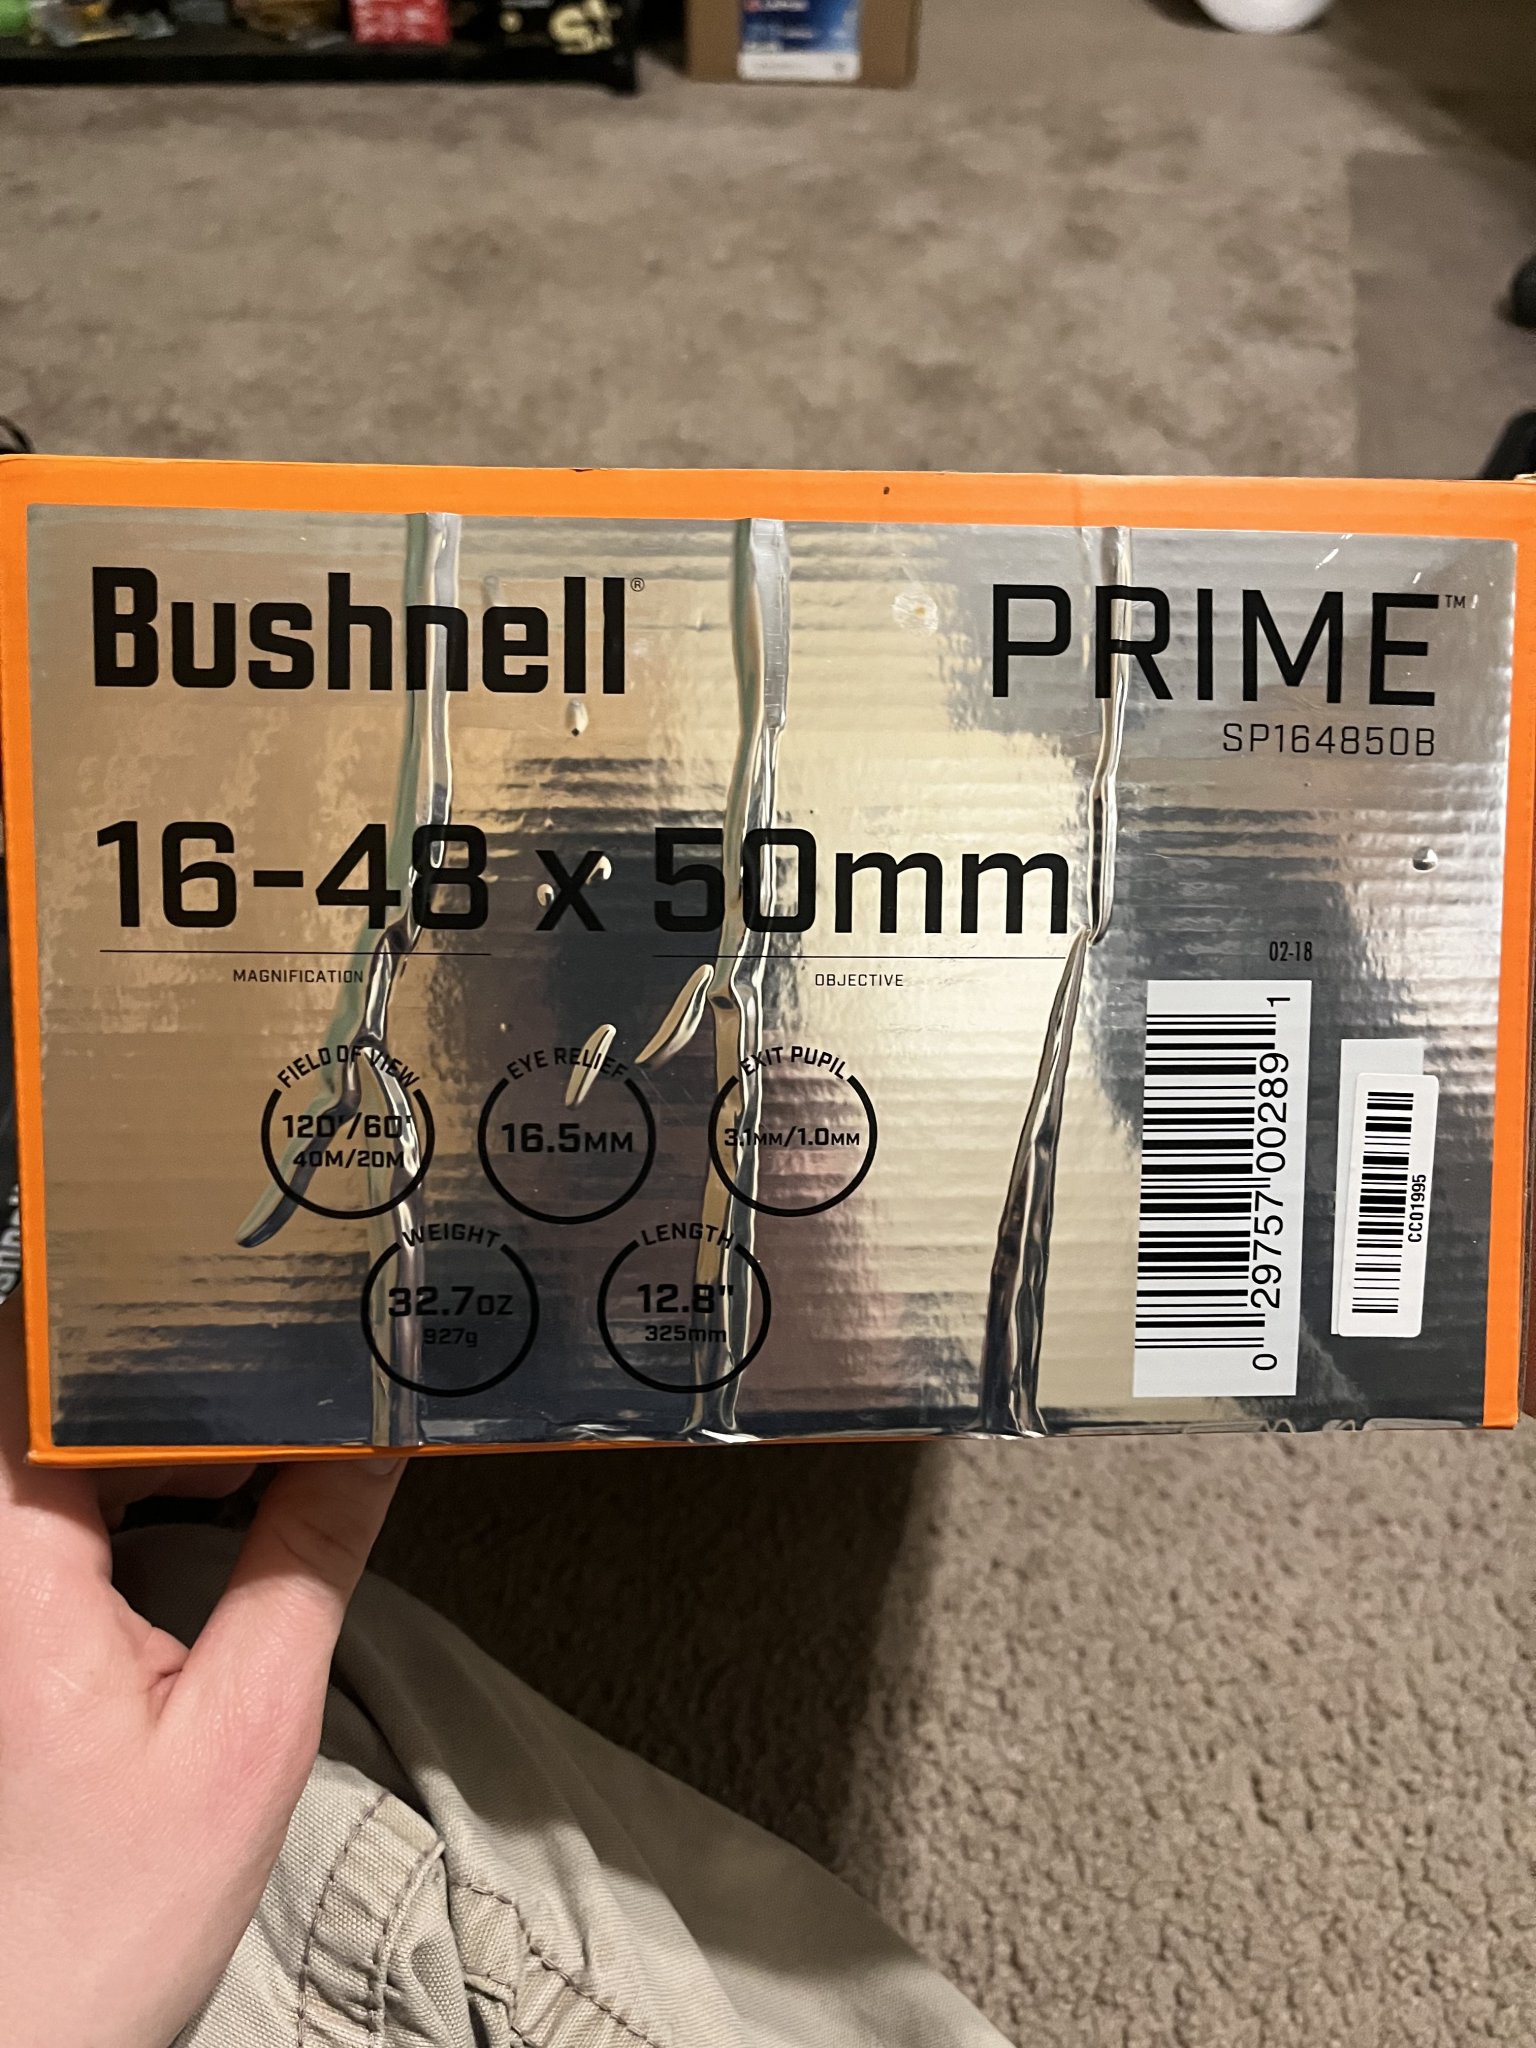 Bushnell®
PRIME™
SP164850B
16-48 x 50mm
MAGNIFICATION
OBJECTIVE
02-18
FIELD OF VIEW
120'/60'
40M/20M
EYE RELIEF
16.5MM
EXIT PUPIL
3.1MM/1.0MM
WEIGHT
32.7OZ
927g
LENGTH
12.8"
325mm
0 29757 00289 1
CC01995